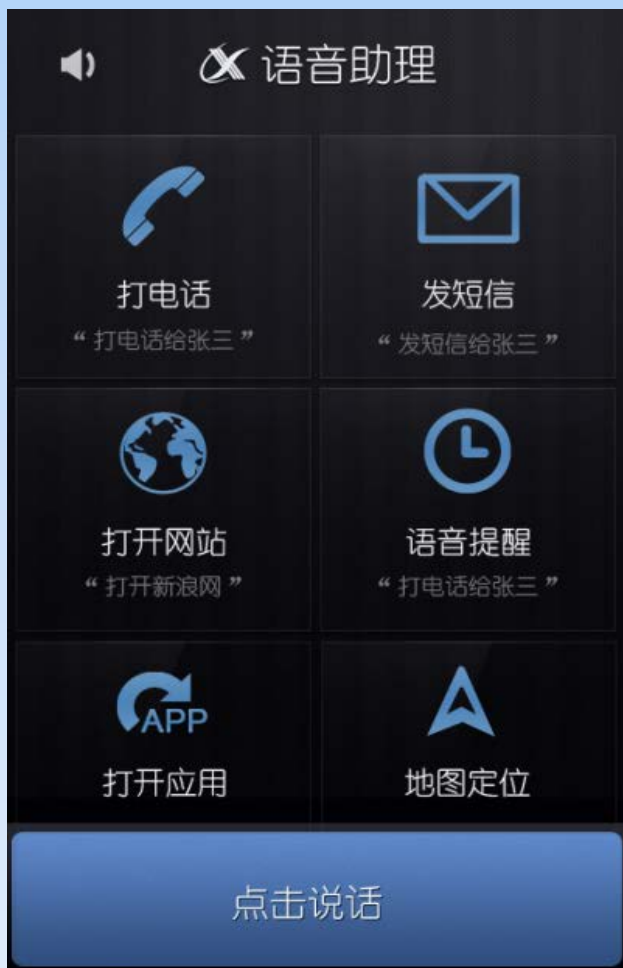 语音助理
打电话
“打电话给张三”
发短信
“发短信给张三”
打开网站
“打开新浪网”
语音提醒
“打电话给张三”
APP
打开应用
地图定位
点击说话